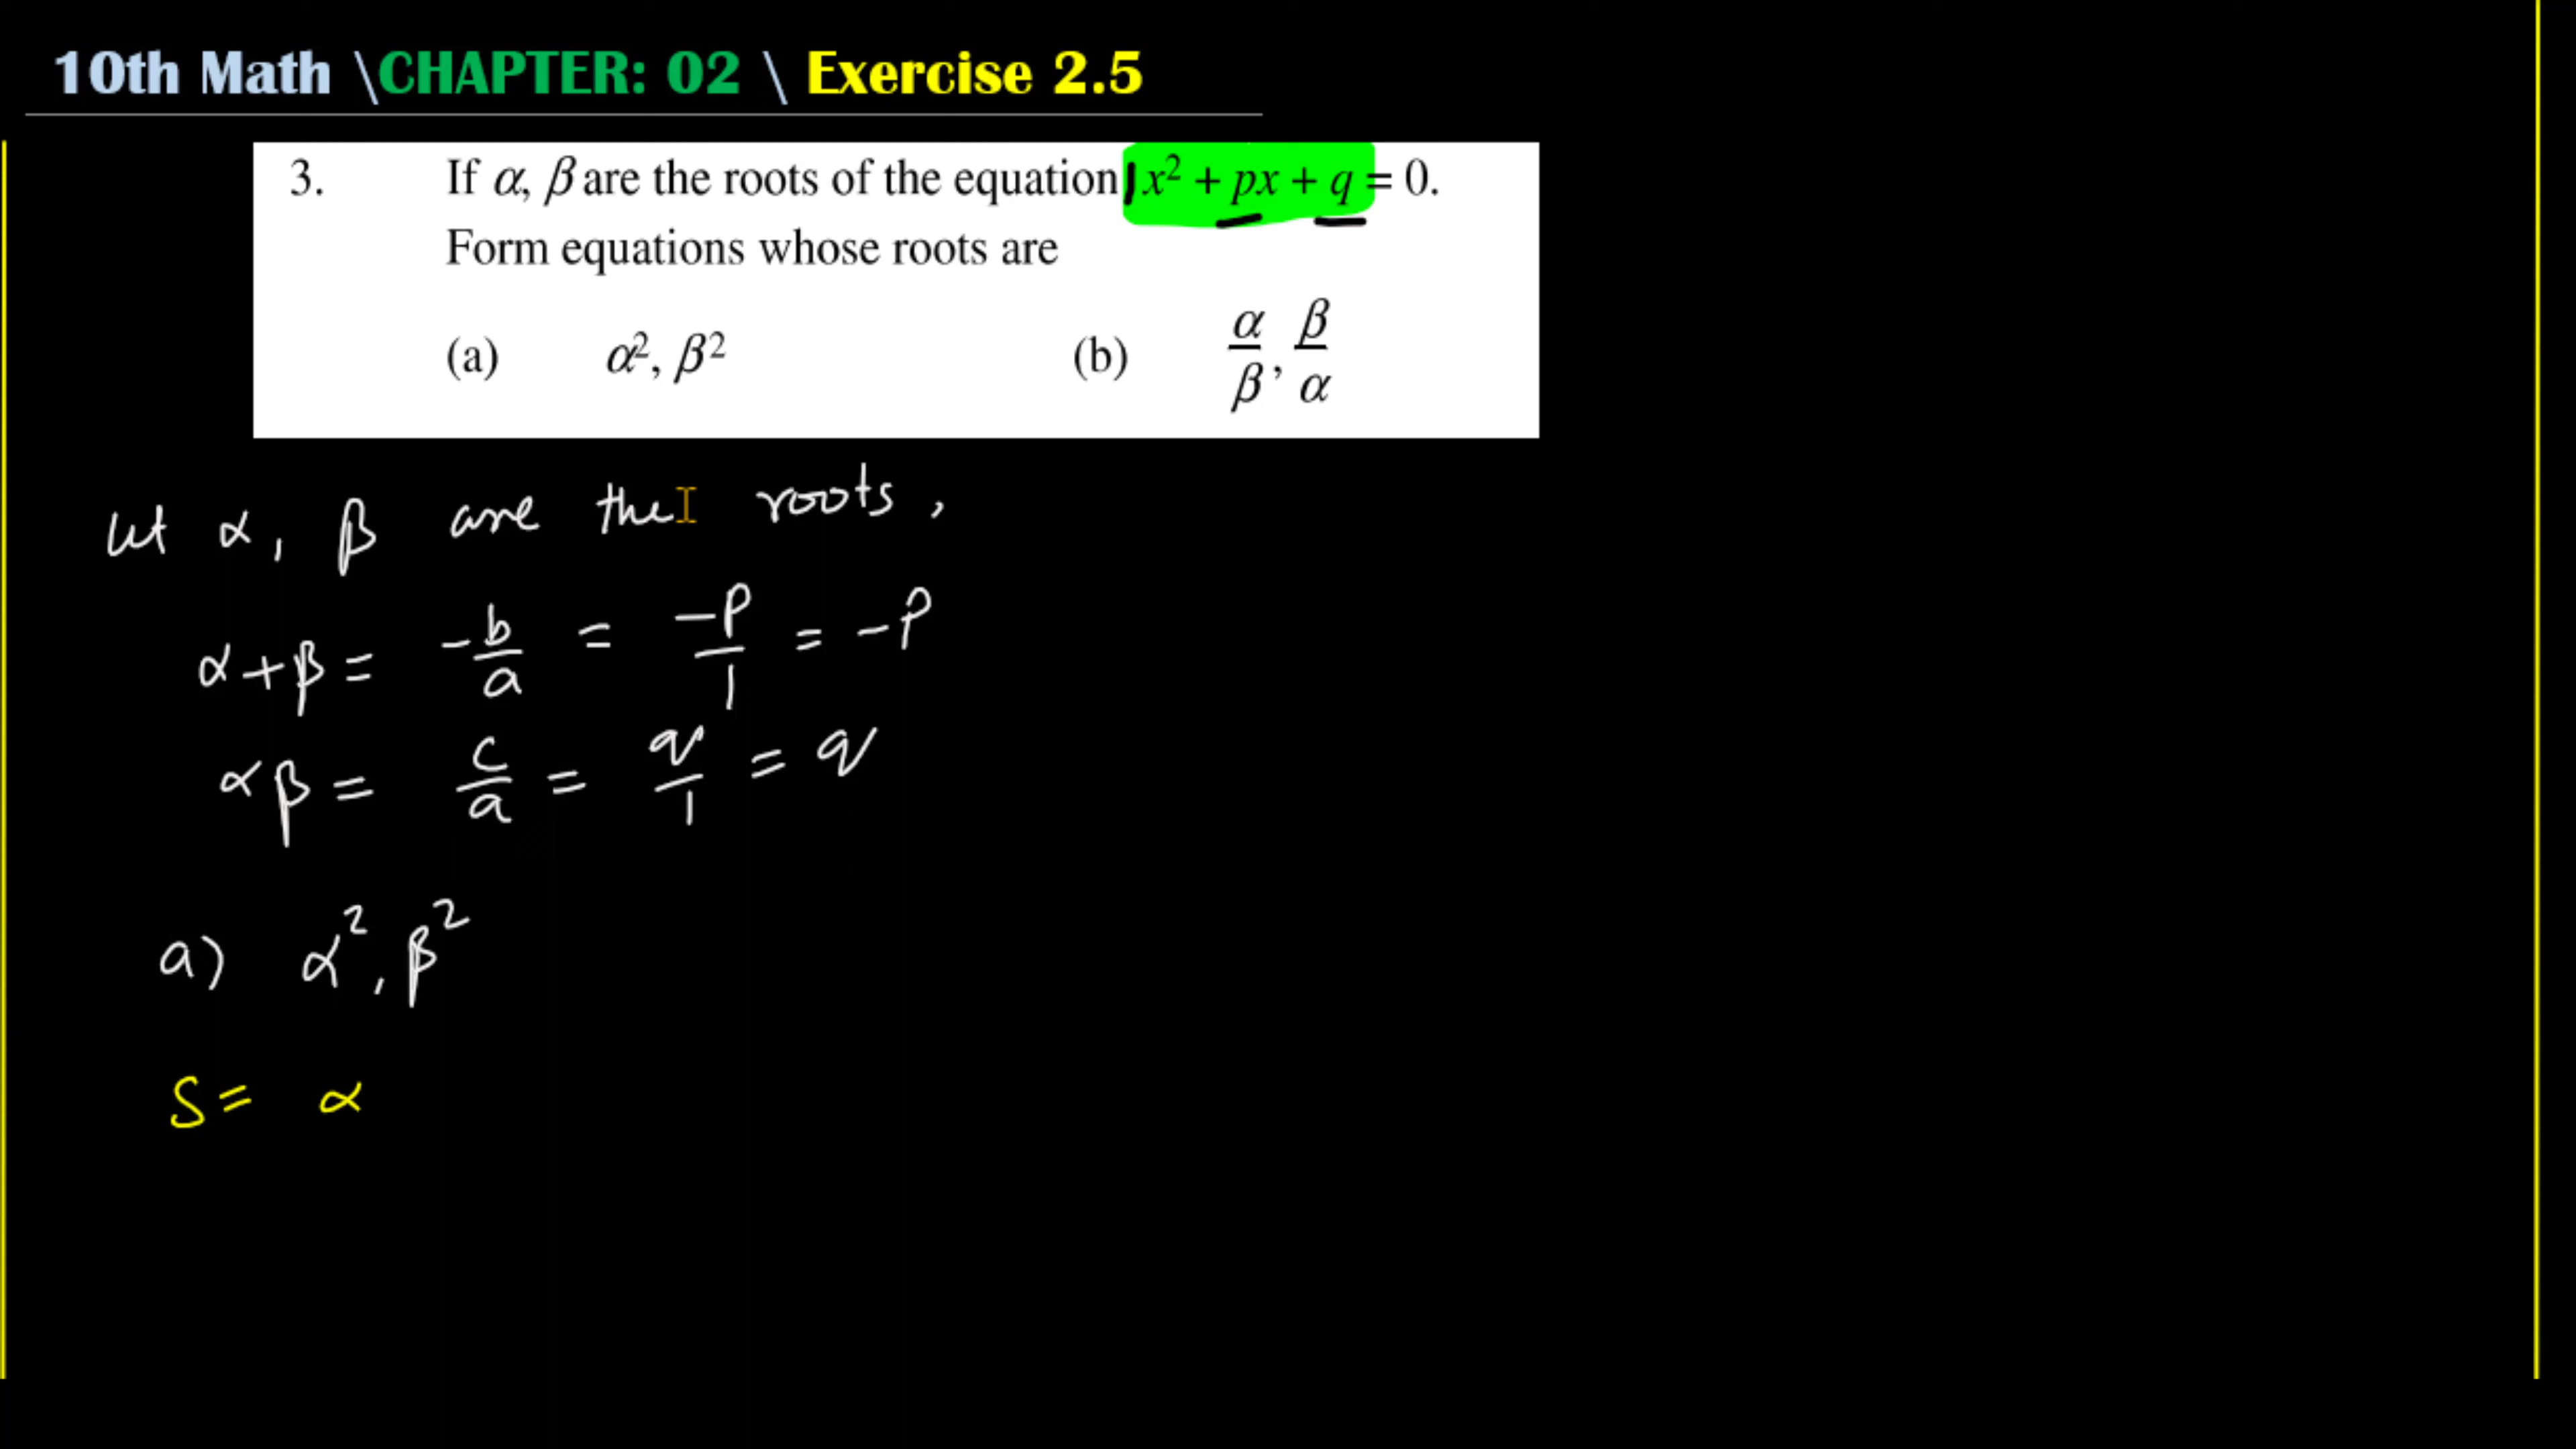 10th Math \CHAPTER: 02 \ Exercise 2.5
3. If α, β are the roots of the equation x² + px + q = 0.
Form equations whose roots are
(a) α², β² (b) α/β, β/α
let α, β are the roots,
α+β = -b/a = -P/1 = -P
αβ = c/a = q/1 = q
a) α², β²
S = α